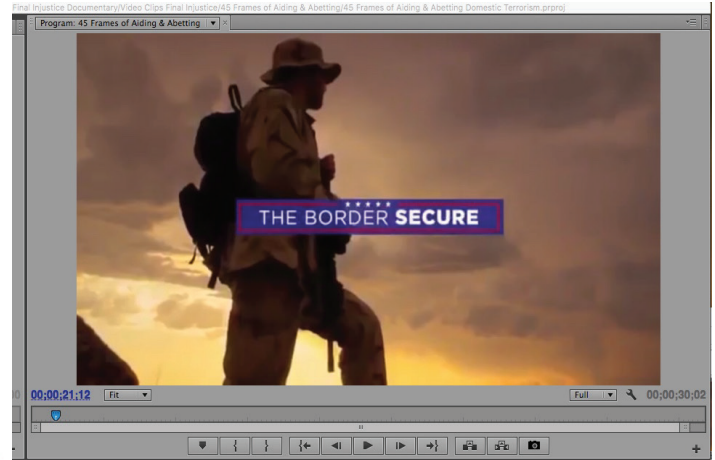 Final Injustice Documentary/Video Clips Final Injustice/45 Frames of Aiding & Abetting/45 Frames of Aiding & Abetting Domestic Terrorism.prproj
Program: 45 Frames of Aiding & Abetting
THE BORDER SECURE
00;00;21;12
Fit
Full
00;00;30;02